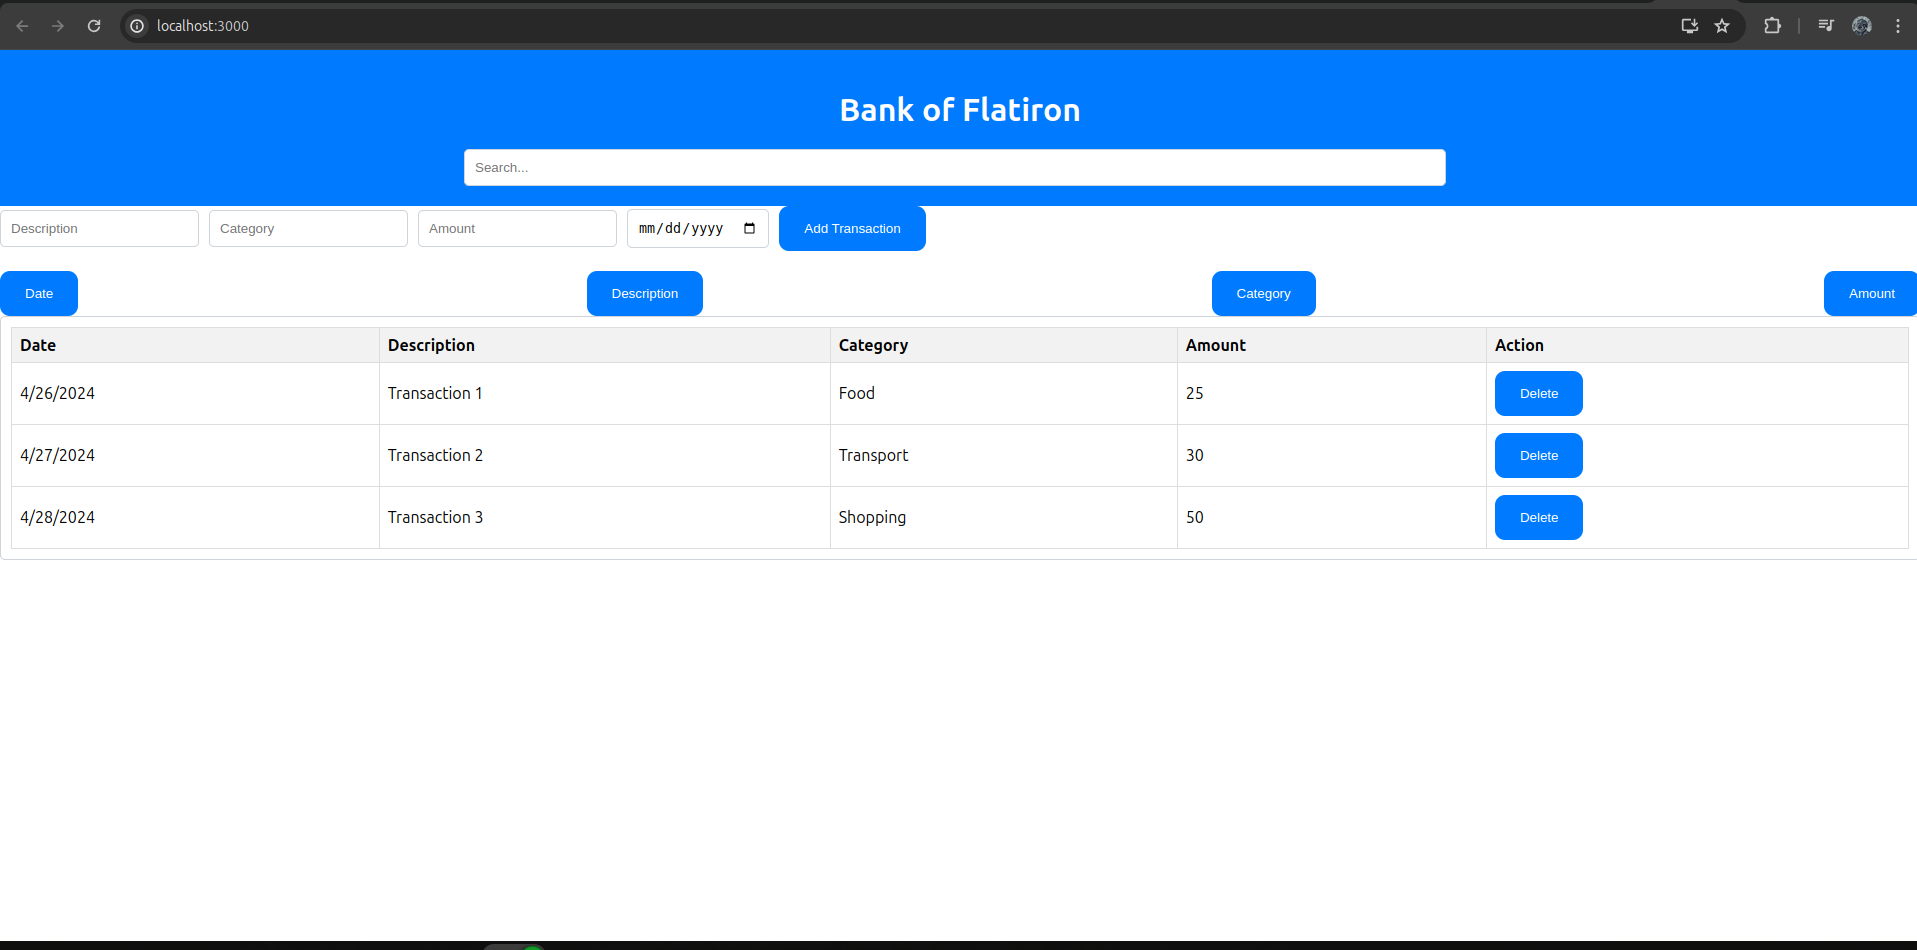 localhost:3000
Bank of Flatiron
Search...
Description Category Amount mm/dd/yyyy Add Transaction
Date Description Category Amount
Date Description Category Amount Action
4/26/2024 Transaction 1 Food 25 Delete
4/27/2024 Transaction 2 Transport 30 Delete
4/28/2024 Transaction 3 Shopping 50 Delete